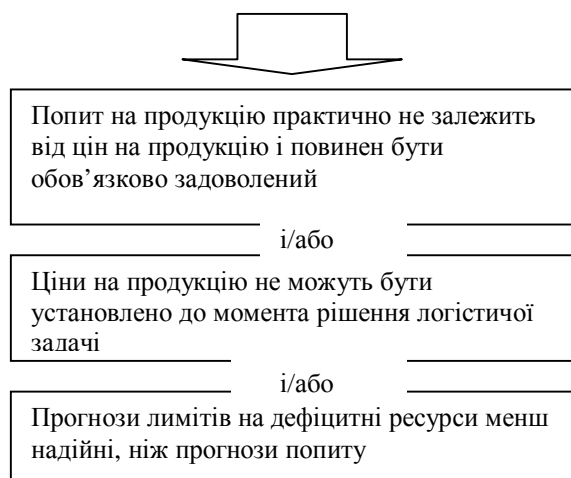 Попит на продукцію практично не залежить
від цін на продукцію і повинен бути
обов’язково задоволений
і/або
Ціни на продукцію не можуть бути
установлено до момента рішення логістичої
задачі
і/або
Прогнози лимітів на дефіцитні ресурси менш
надійні, ніж прогнози попиту